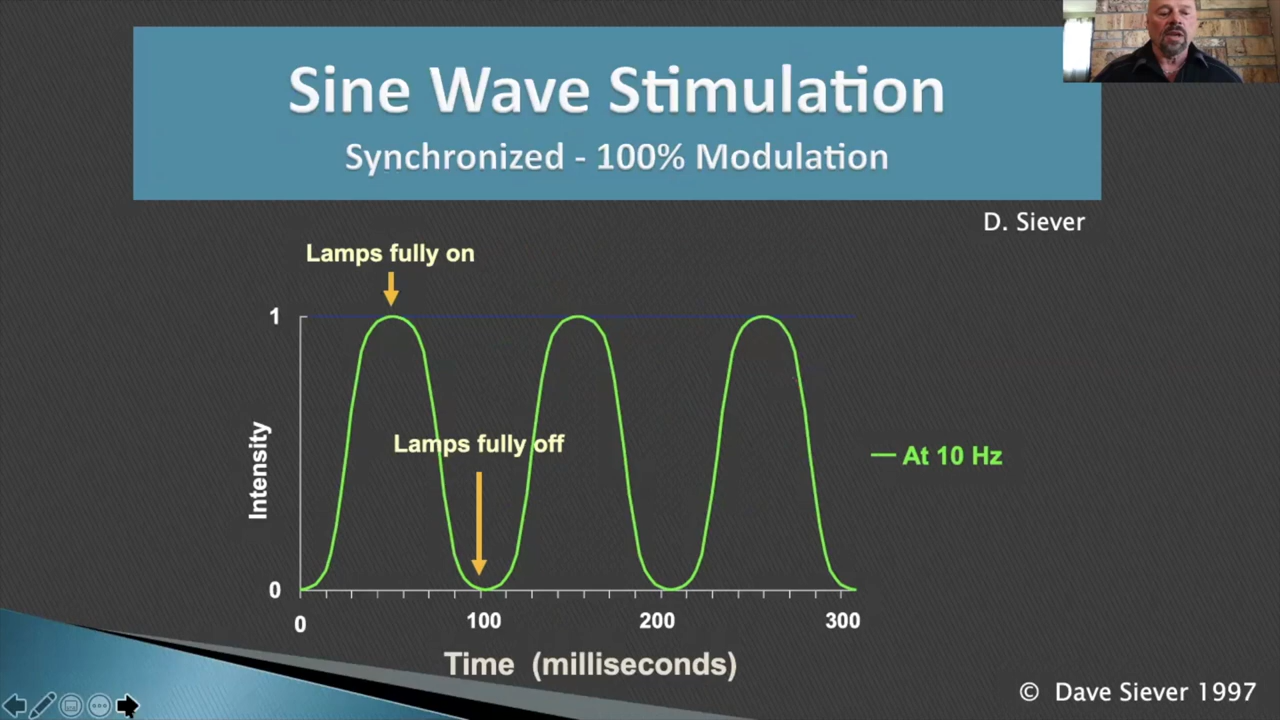 Sine Wave Stimulation
Synchronized - 100% Modulation
D. Siever
Lamps fully on
1
Lamps fully off
Intensity
At 10 Hz
0
0 100 200 300
Time (milliseconds)
© Dave Siever 1997